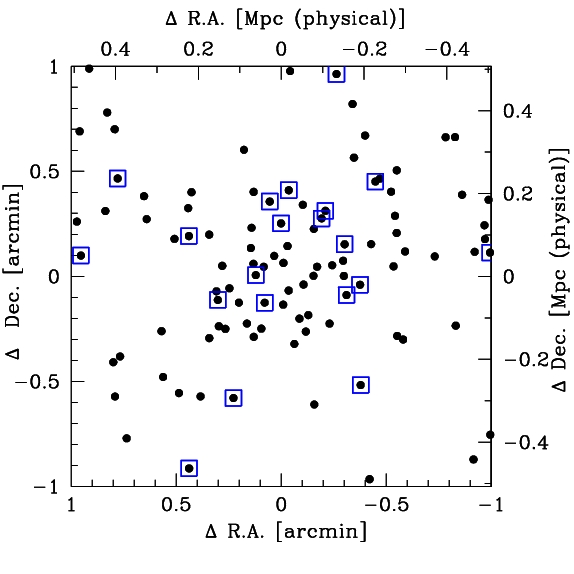 Δ R.A. [Mpc (physical)]
0.4 0.2 0 −0.2 −0.4
1
0.5
0
−0.5
−1
Δ Dec. [arcmin]
0.4
0.2
0
−0.2
−0.4
Δ Dec. [Mpc (physical)]
1 0.5 0 −0.5 −1
Δ R.A. [arcmin]